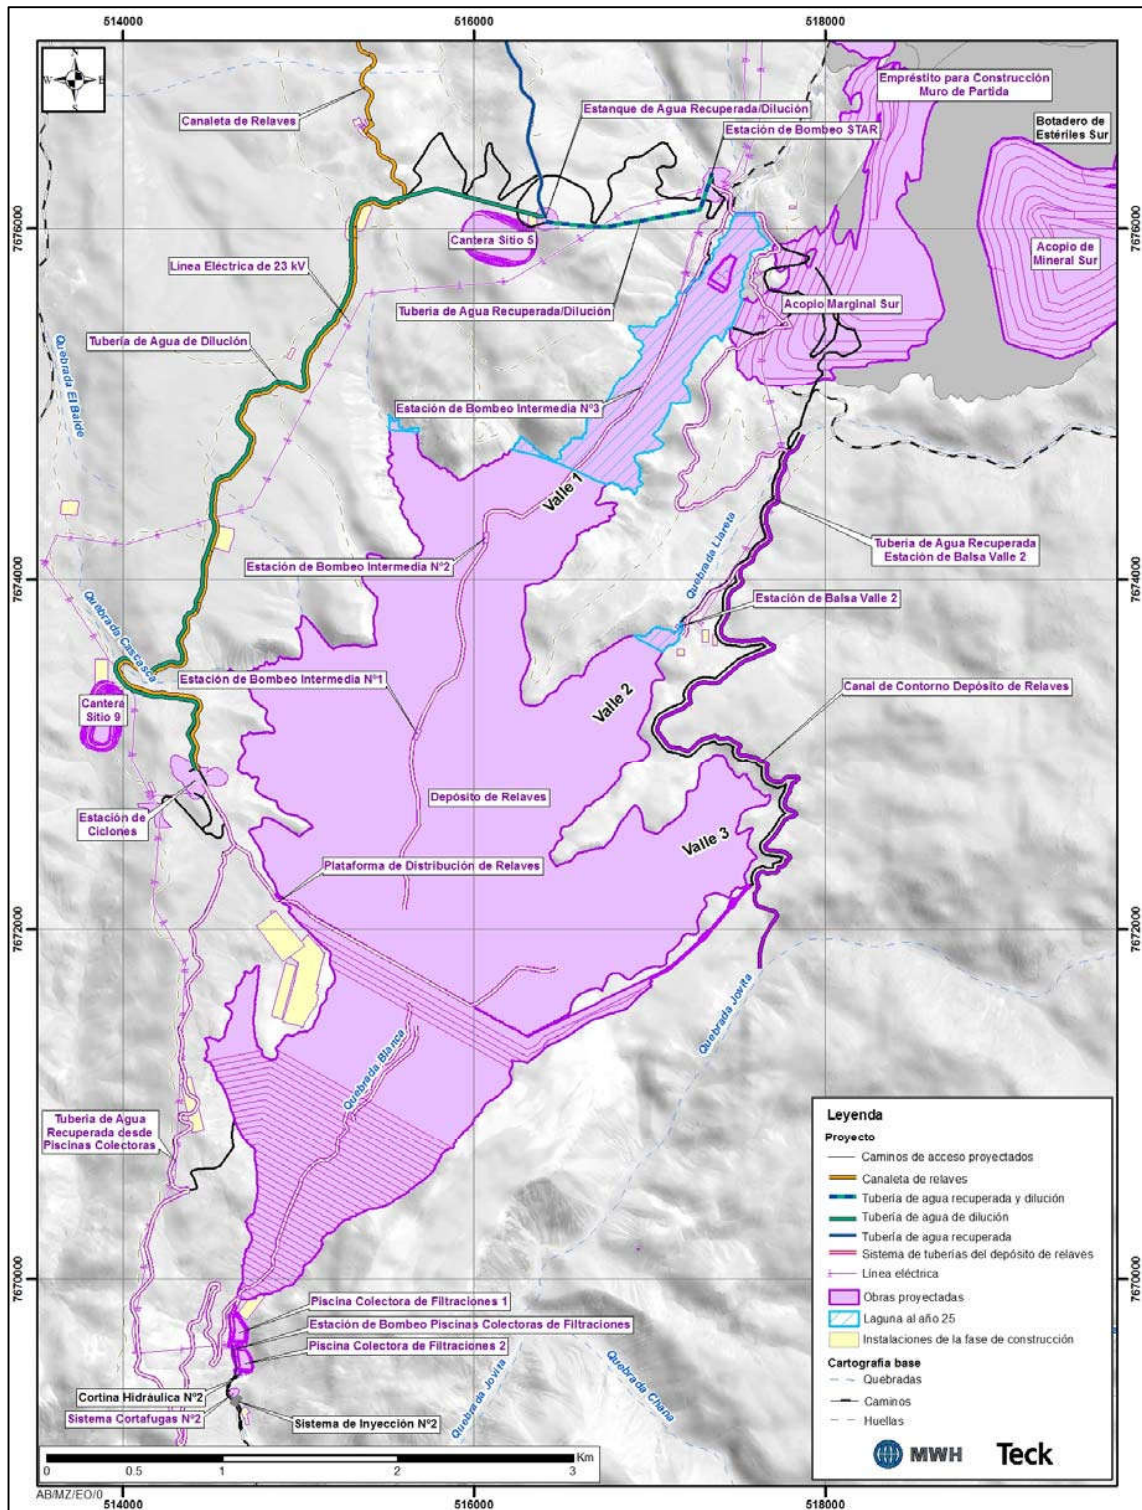 514000
516000
518000
N
W
E
S
Empréstito para Construcción
Muro de Partida
Estanque de Agua Recuperada/Dilución
Canaleta de Relaves
Estación de Bombeo STAR
Botadero de
Estériles Sur
7676000
7676000
Cantera Sitio 5
Acopio de
Mineral Sur
Línea Eléctrica de 23 kV
Acopio Marginal Sur
Tubería de Agua Recuperada/Dilución
Tubería de Agua de Dilución
Quebrada El Baide
Estación de Bombeo Intermedia N°3
Valle 1
Tubería de Agua Recuperada
Estación de Balsa Valle 2
Estación de Bombeo Intermedia N°2
Quebrada Llareta
7674000
7674000
Estación de Balsa Valle 2
Quebrada Cascasca
Estación de Bombeo Intermedia N°1
Canal de Contorno Depósito de Relaves
Cantera
Sitio 9
Valle 2
Depósito de Relaves
Estación de
Ciclones
Valle 3
Plataforma de Distribución de Relaves
7672000
7672000
Quebrada Jovita
Quebrada Blanca
Tubería de Agua
Recuperada desde
Piscinas Colectoras
7670000
7670000
Piscina Colectora de Filtraciones 1
Estación de Bombeo Piscinas Colectoras de Filtraciones
Piscina Colectora de Filtraciones 2
Quebrada Jovita
Quebrada Chana
Cortina Hidráulica N°2
Sistema Cortafugas N°2
Sistema de Inyección N°2
Leyenda
Proyecto
Caminos de acceso proyectados
Canaleta de relaves
Tubería de agua recuperada y dilución
Tubería de agua de dilución
Tubería de agua recuperada
Sistema de tuberías del depósito de relaves
Línea eléctrica
Obras proyectadas
Laguna al año 25
Instalaciones de la fase de construcción
Cartografía base
Quebradas
Caminos
Huellas
MWH
Teck
Km
0
0.5
1
2
3
AB/MZ/EO/0
514000
516000
518000